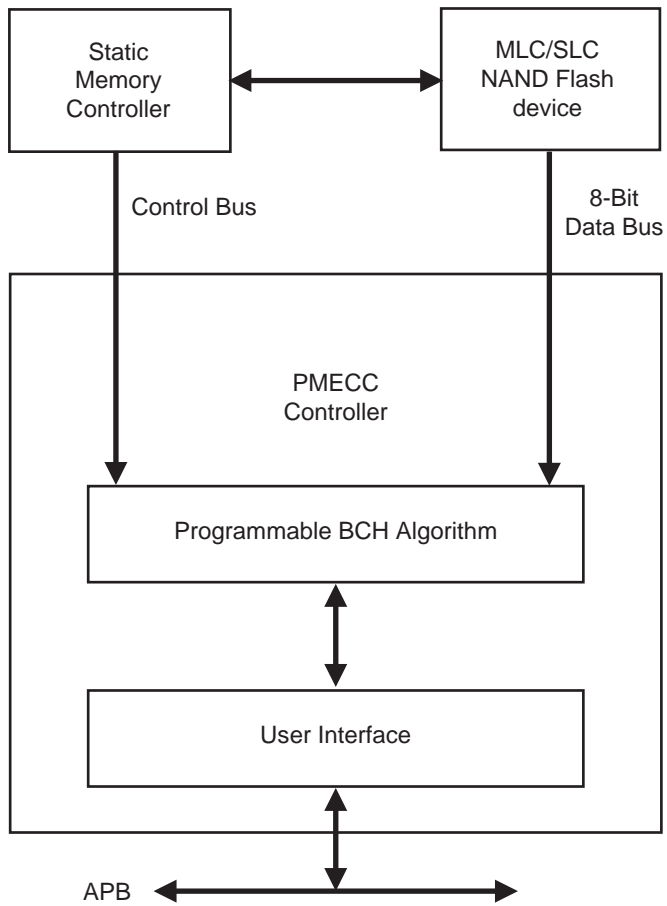 Static
Memory
Controller
MLC/SLC
NAND Flash
device
Control Bus
8-Bit
Data Bus
PMECC
Controller
Programmable BCH Algorithm
User Interface
APB